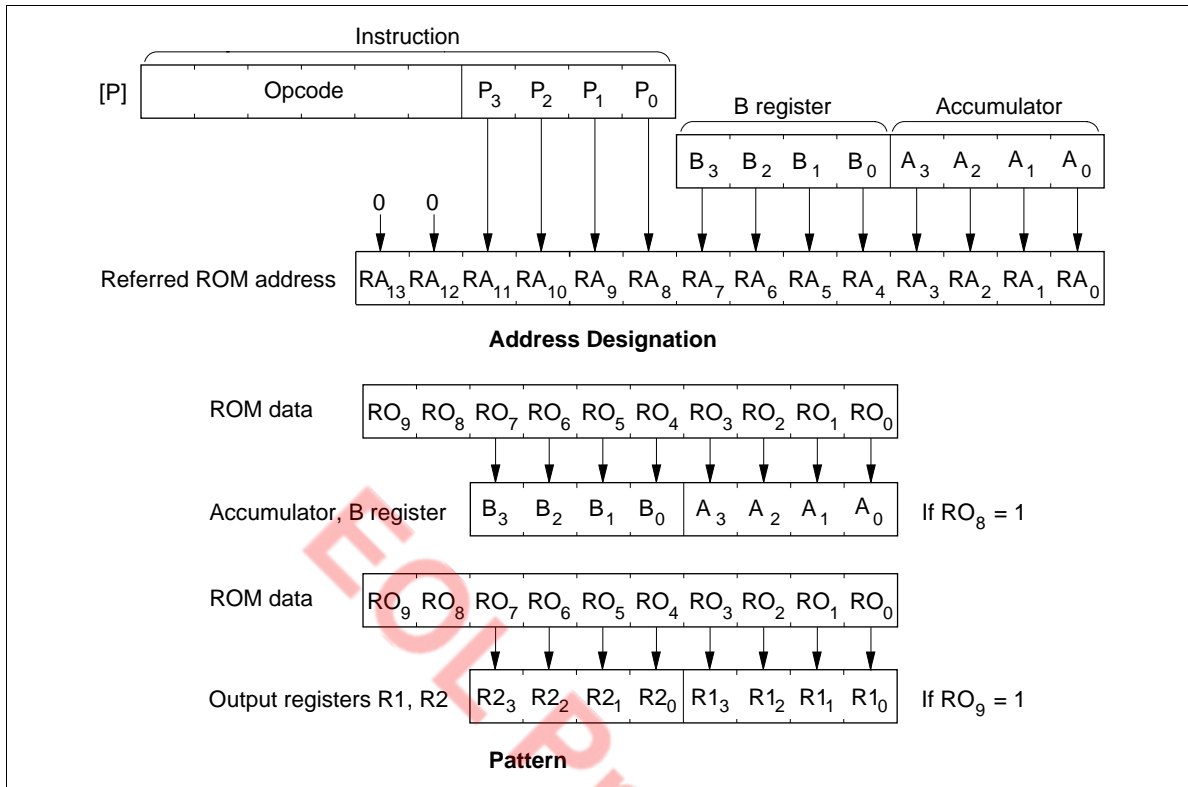 Instruction
[P] Opcode P3 P2 P1 P0
B register Accumulator
B3 B2 B1 B0 A3 A2 A1 A0
0 0
Referred ROM address RA13 RA12 RA11 RA10 RA9 RA8 RA7 RA6 RA5 RA4 RA3 RA2 RA1 RA0
Address Designation
ROM data RO9 RO8 RO7 RO6 RO5 RO4 RO3 RO2 RO1 RO0
Accumulator, B register B3 B2 B1 B0 A3 A2 A1 A0 If RO8 = 1
ROM data RO9 RO8 RO7 RO6 RO5 RO4 RO3 RO2 RO1 RO0
Output registers R1, R2 R23 R22 R21 R20 R13 R12 R11 R10 If RO9 = 1
Pattern
EOL Pr